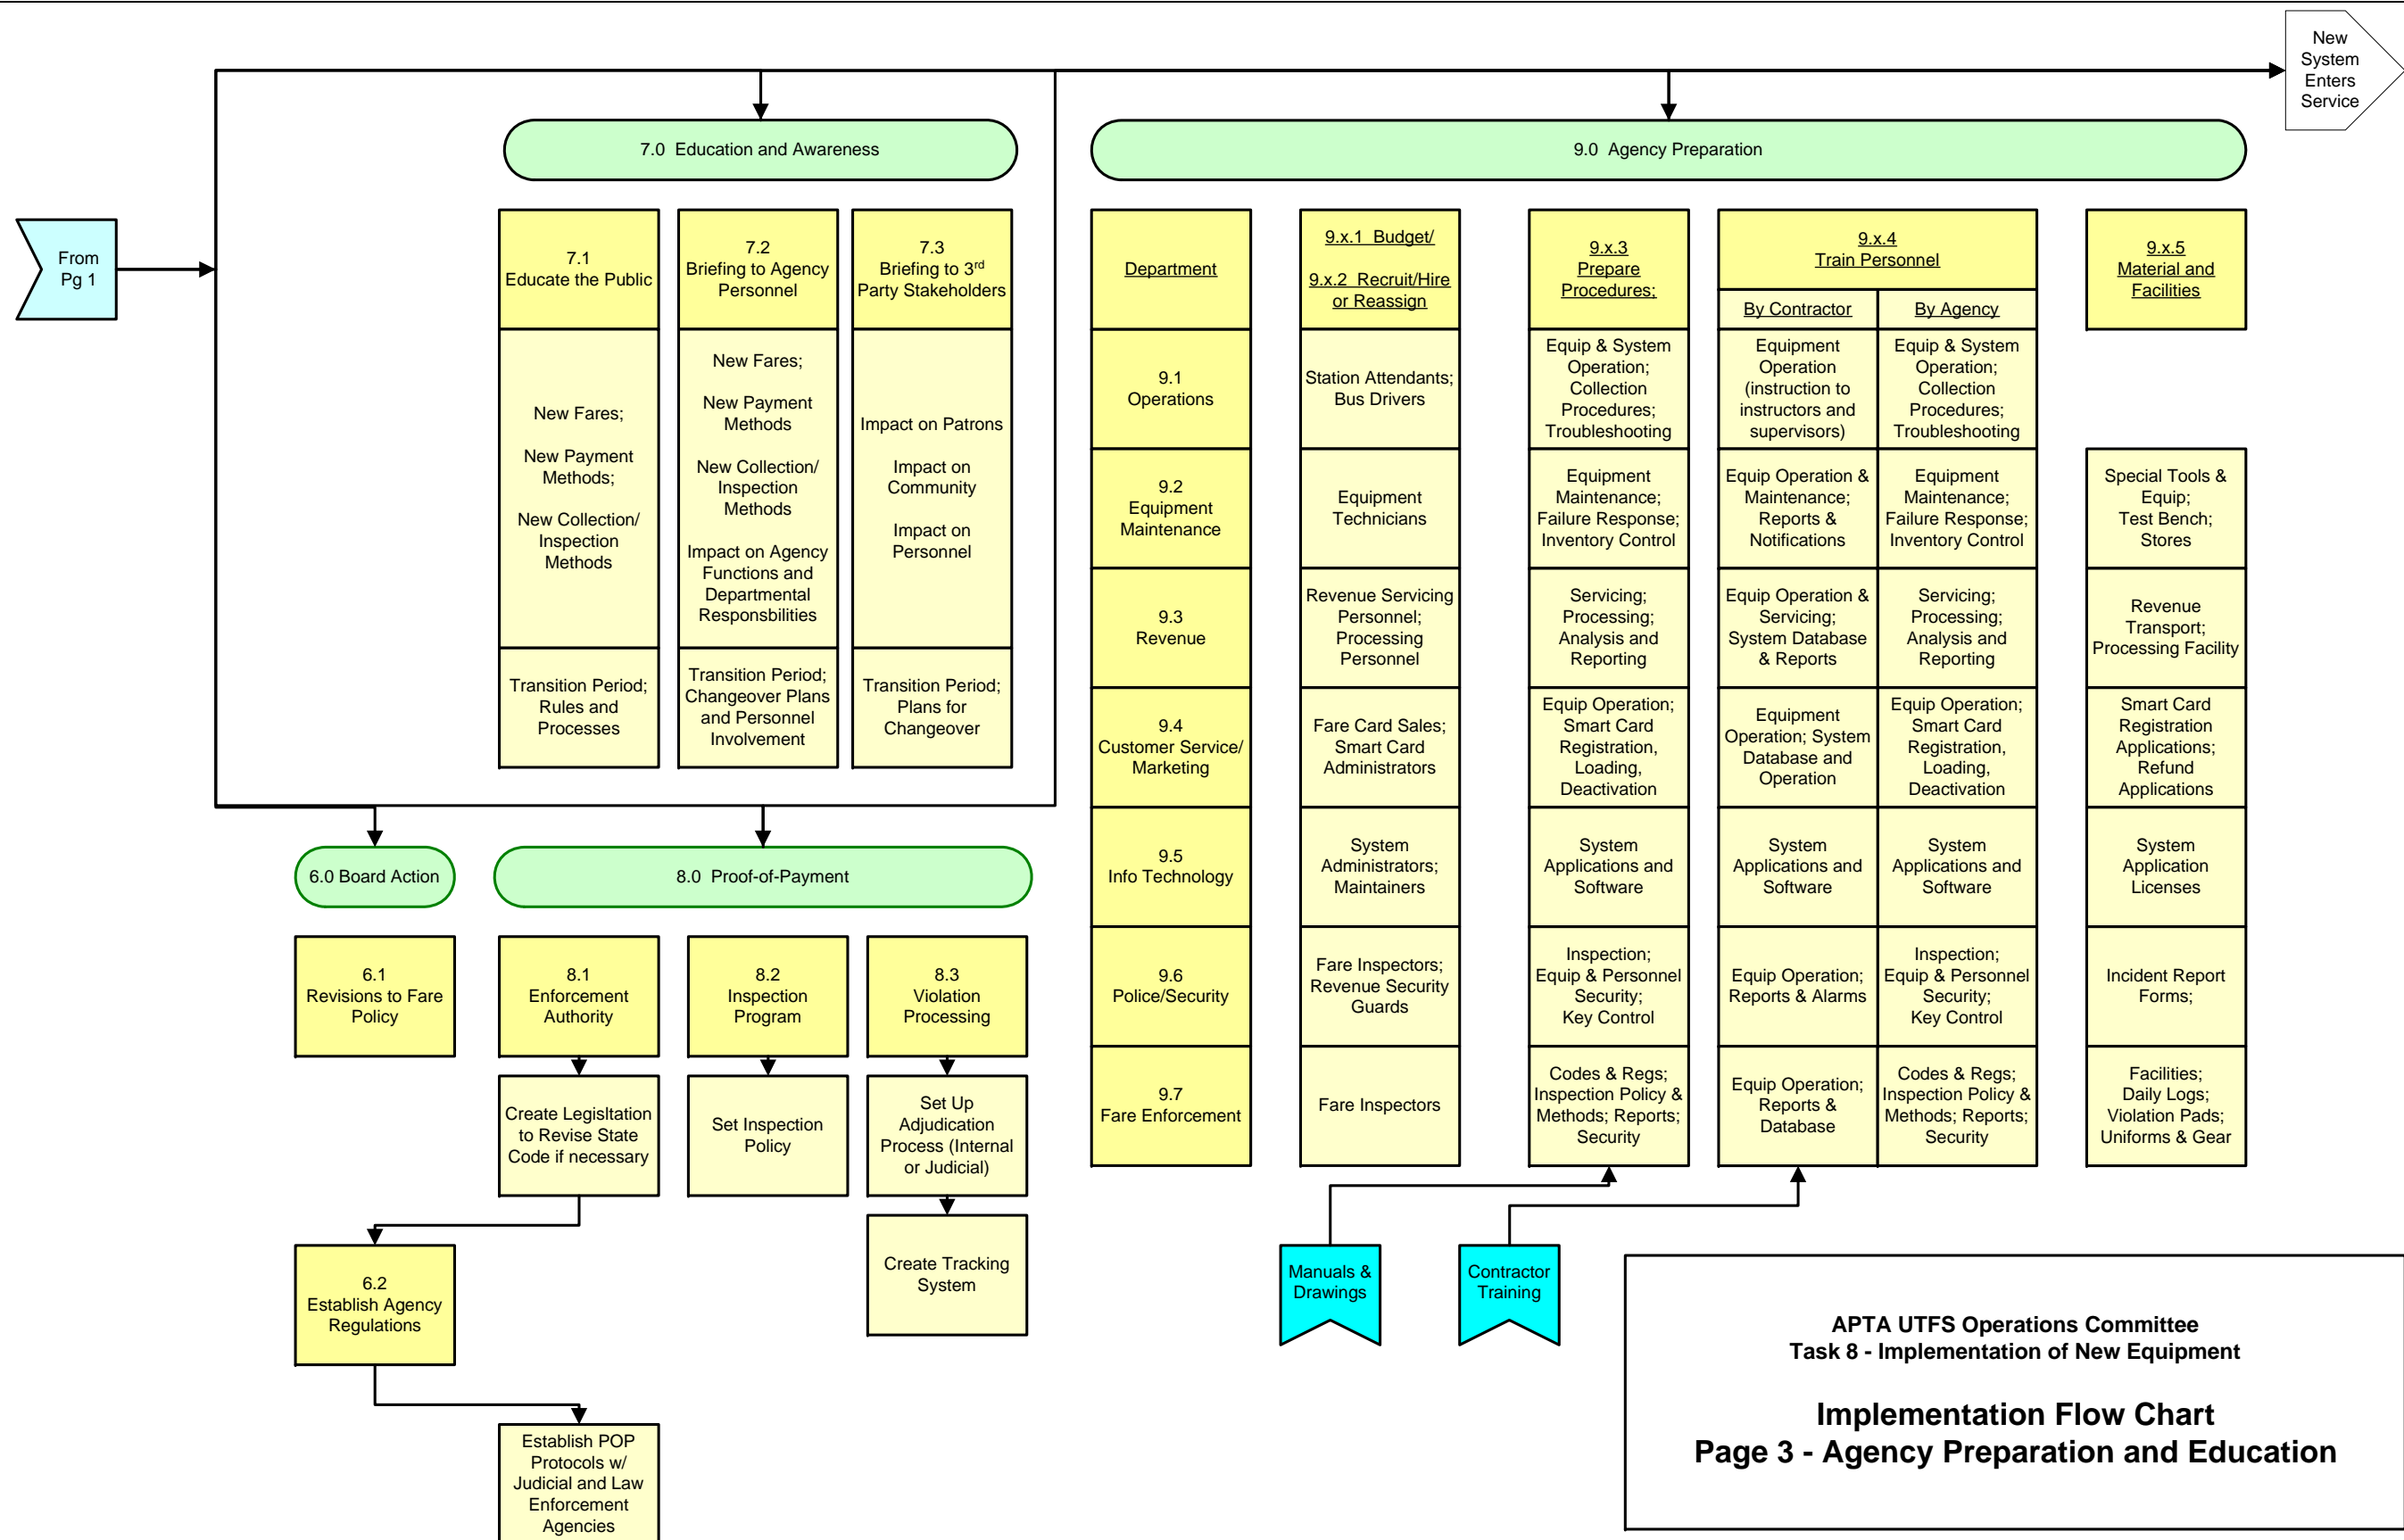 New
System
Enters
Service
From
Pg 1
7.0  Education and Awareness
7.1
Educate the Public
7.2
Briefing to Agency
Personnel
7.3
Briefing to 3rd
Party Stakeholders
New Fares;
New Payment
Methods;
New Collection/
Inspection
Methods
New Fares;
New Payment
Methods
New Collection/
Inspection
Methods
Impact on Agency
Functions and
Departmental
Responsbilities
Impact on Patrons
Impact on
Community
Impact on
Personnel
Transition Period;
Rules and
Processes
Transition Period;
Changeover Plans
and Personnel
Involvement
Transition Period;
Plans for
Changeover
9.0  Agency Preparation
Department
9.x.1  Budget/
9.x.2  Recruit/Hire
or Reassign
9.x.3
Prepare
Procedures;
9.x.4
Train Personnel
By Contractor
By Agency
9.x.5
Material and
Facilities
9.1
Operations
Station Attendants;
Bus Drivers
Equip & System
Operation;
Collection
Procedures;
Troubleshooting
Equipment
Operation
(instruction to
instructors and
supervisors)
Equip & System
Operation;
Collection
Procedures;
Troubleshooting
9.2
Equipment
Maintenance
Equipment
Technicians
Equipment
Maintenance;
Failure Response;
Inventory Control
Equip Operation &
Maintenance;
Reports &
Notifications
Equipment
Maintenance;
Failure Response;
Inventory Control
Special Tools &
Equip;
Test Bench;
Stores
9.3
Revenue
Revenue Servicing
Personnel;
Processing
Personnel
Servicing;
Processing;
Analysis and
Reporting
Equip Operation &
Servicing;
System Database
& Reports
Servicing;
Processing;
Analysis and
Reporting
Revenue
Transport;
Processing Facility
9.4
Customer Service/
Marketing
Fare Card Sales;
Smart Card
Administrators
Equip Operation;
Smart Card
Registration,
Loading,
Deactivation
Equipment
Operation; System
Database and
Operation
Equip Operation;
Smart Card
Registration,
Loading,
Deactivation
Smart Card
Registration
Applications;
Refund
Applications
9.5
Info Technology
System
Administrators;
Maintainers
System
Applications and
Software
System
Applications and
Software
System
Applications and
Software
System
Application
Licenses
9.6
Police/Security
Fare Inspectors;
Revenue Security
Guards
Inspection;
Equip & Personnel
Security;
Key Control
Equip Operation;
Reports & Alarms
Inspection;
Equip & Personnel
Security;
Key Control
Incident Report
Forms;
9.7
Fare Enforcement
Fare Inspectors
Codes & Regs;
Inspection Policy &
Methods; Reports;
Security
Equip Operation;
Reports &
Database
Codes & Regs;
Inspection Policy &
Methods; Reports;
Security
Facilities;
Daily Logs;
Violation Pads;
Uniforms & Gear
6.0 Board Action
8.0  Proof-of-Payment
6.1
Revisions to Fare
Policy
8.1
Enforcement
Authority
8.2
Inspection
Program
8.3
Violation
Processing
Create Legisltation
to Revise State
Code if necessary
Set Inspection
Policy
Set Up
Adjudication
Process (Internal
or Judicial)
6.2
Establish Agency
Regulations
Create Tracking
System
Establish POP
Protocols w/
Judicial and Law
Enforcement
Agencies
Manuals &
Drawings
Contractor
Training
APTA UTFS Operations Committee
Task 8 - Implementation of New Equipment
Implementation Flow Chart
Page 3 - Agency Preparation and Education